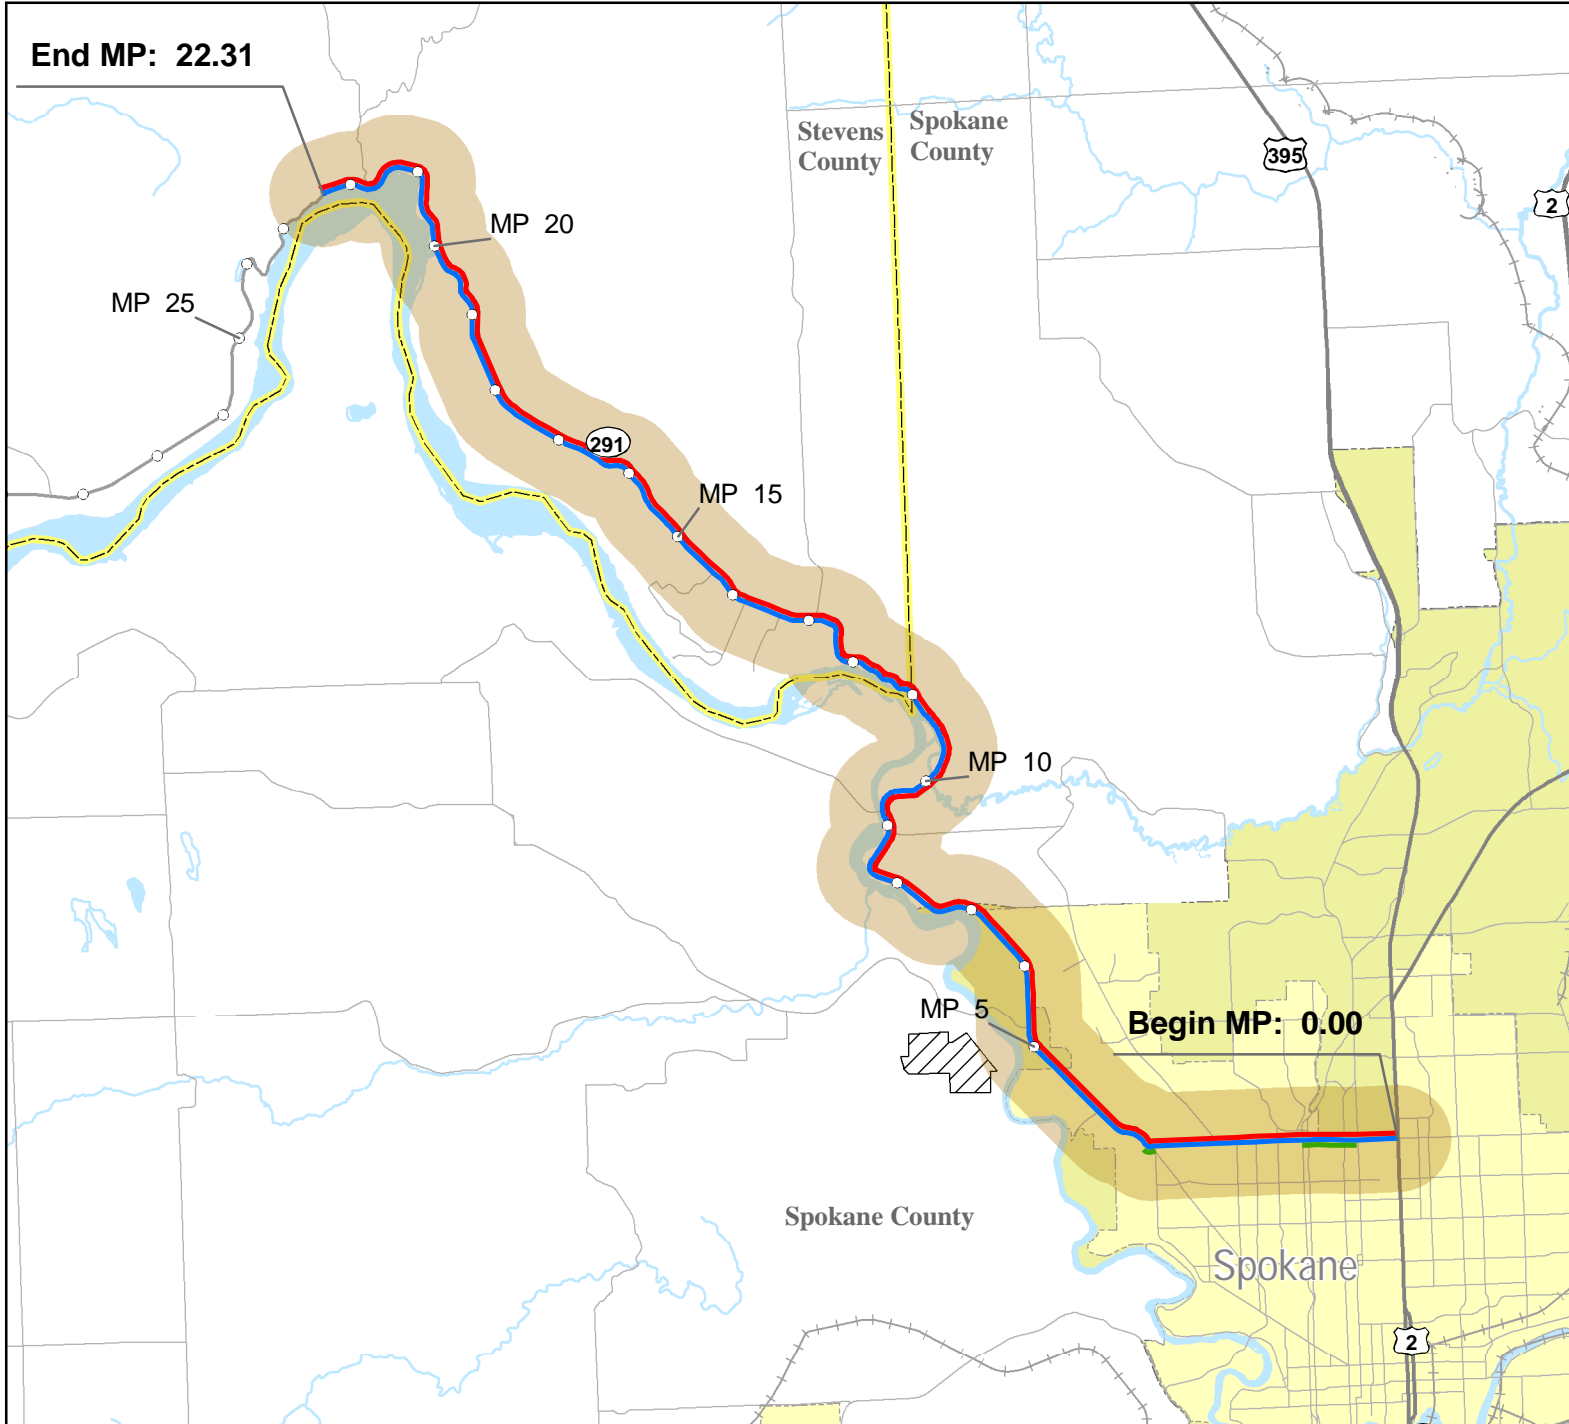 End MP: 22.31
Stevens
County
Spokane
County
395
2
MP 20
MP 25
291
MP 15
MP 10
MP 5
Begin MP: 0.00
Spokane County
Spokane
2